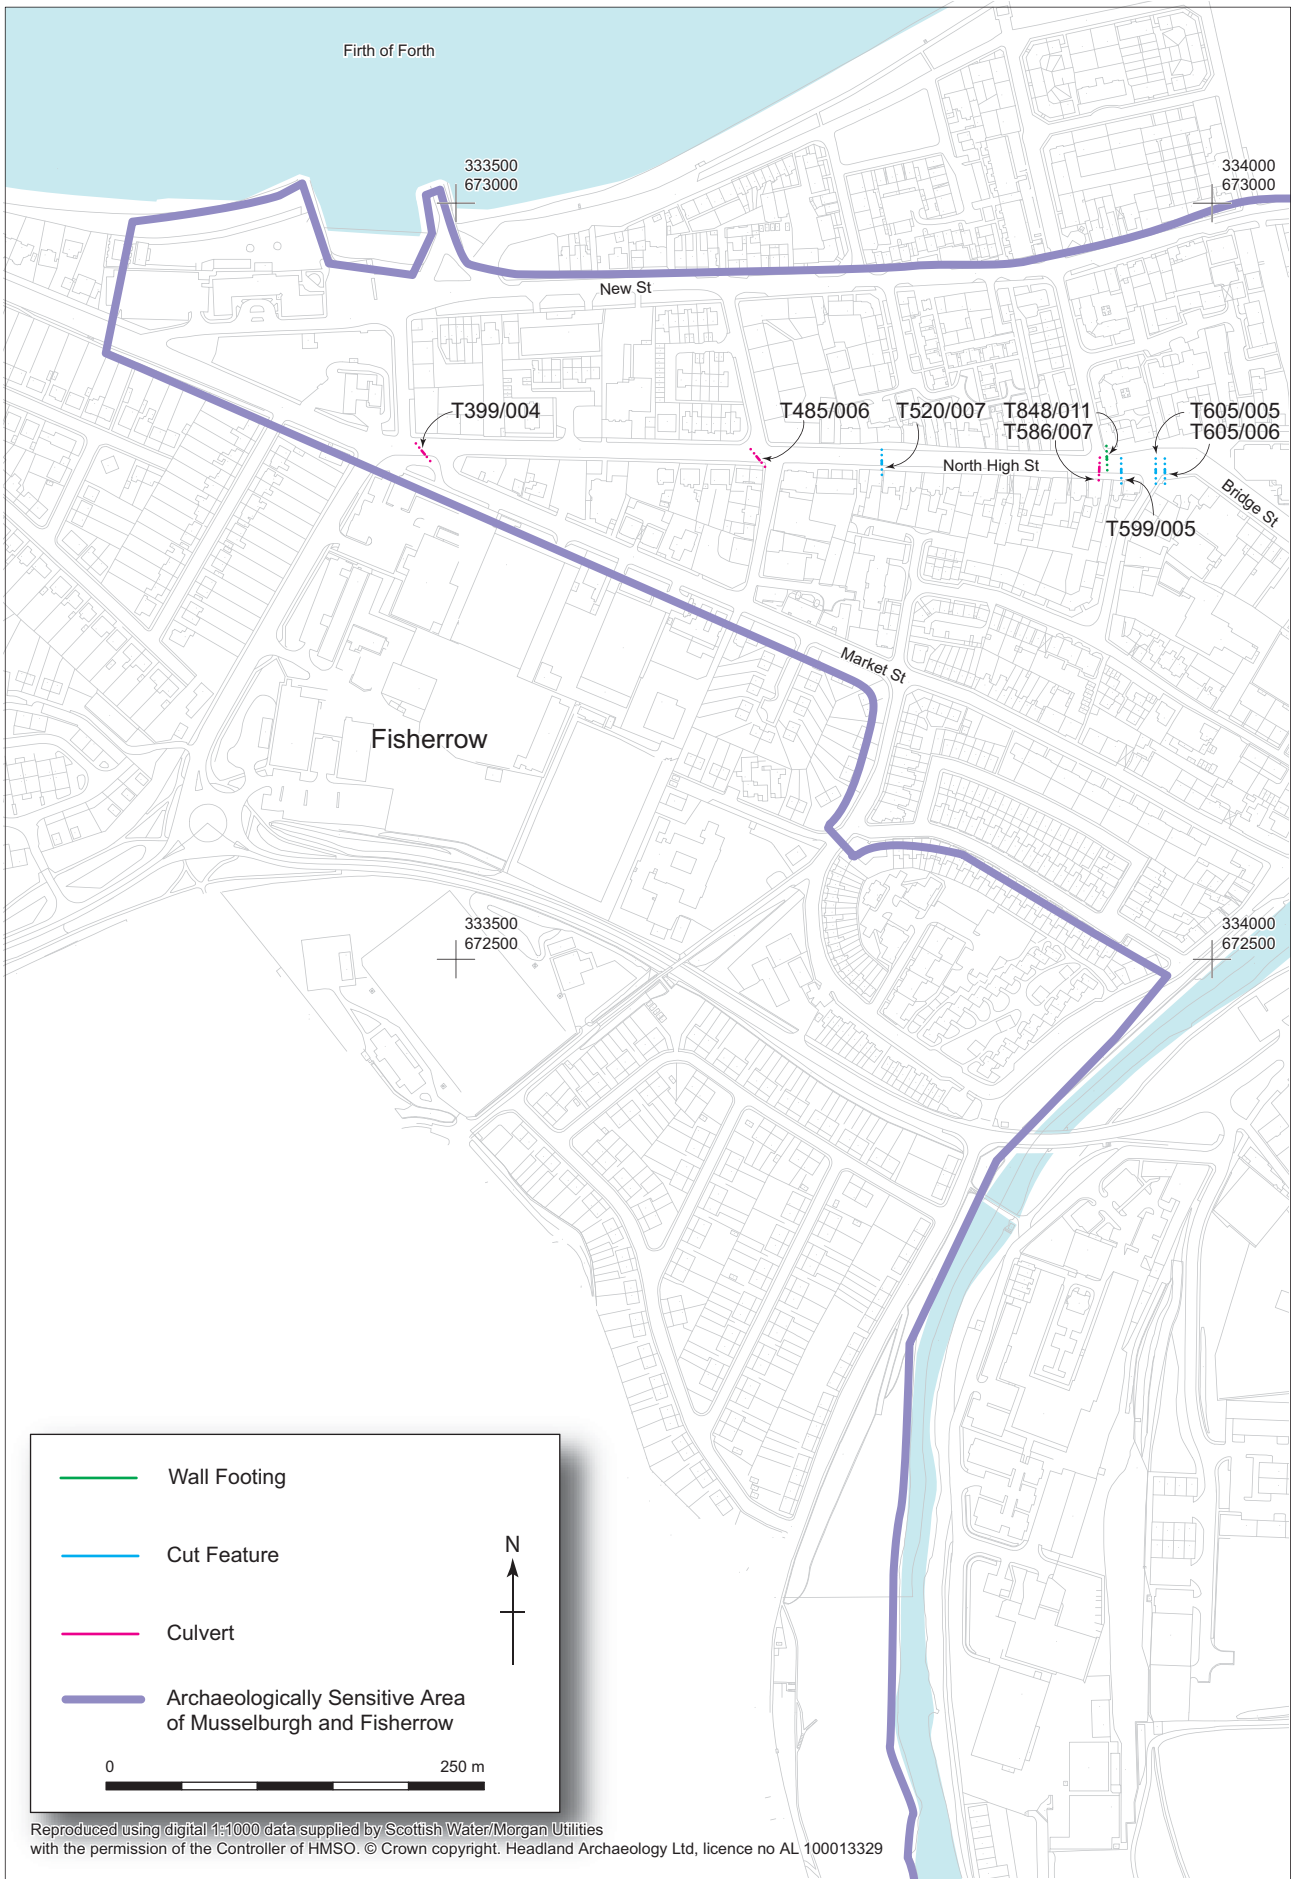 Firth of Forth
333500
673000
334000
673000
New St
T399/004
T485/006
T520/007
T848/011
T586/007
T605/005
T605/006
North High St
Bridge St
T599/005
Market St
Fisherrow
333500
672500
334000
672500
Wall Footing
Cut Feature
N
Culvert
Archaeologically Sensitive Area
of Musselburgh and Fisherrow
0 250 m
Reproduced using digital 1:1000 data supplied by Scottish Water/Morgan Utilities
with the permission of the Controller of HMSO. © Crown copyright. Headland Archaeology Ltd, licence no AL 100013329